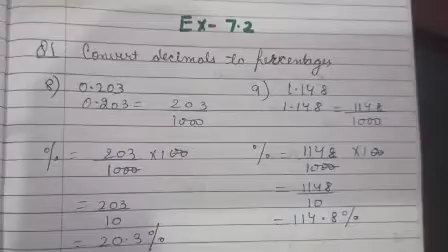 Ex- 7.2
Q1 Convert decimals to percentages
8) 0.203
0.203 = 203/1000
% = 203/1000 × 100
= 203/10
= 20.3%
9) 1.148
1.148 = 1148/1000
% = 1148/1000 × 100
= 1148/10
= 114.8%